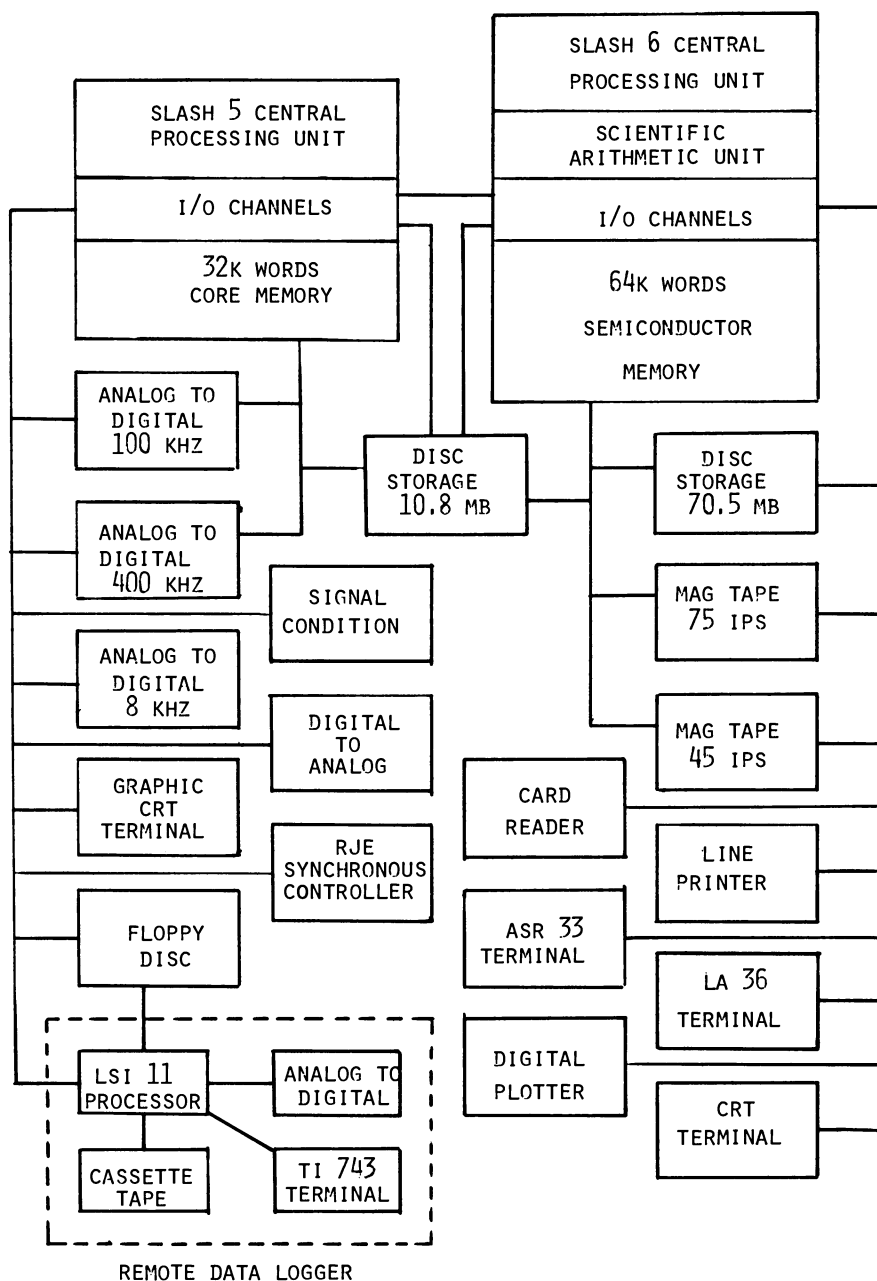 SLASH 5 CENTRAL
PROCESSING UNIT
I/O CHANNELS
32K WORDS
CORE MEMORY
SLASH 6 CENTRAL
PROCESSING UNIT
SCIENTIFIC
ARITHMETIC UNIT
I/O CHANNELS
64K WORDS
SEMICONDUCTOR
MEMORY
ANALOG TO
DIGITAL
100 KHZ
DISC
STORAGE
10.8 MB
DISC
STORAGE
70.5 MB
ANALOG TO
DIGITAL
400 KHZ
SIGNAL
CONDITION
MAG TAPE
75 IPS
ANALOG TO
DIGITAL
8 KHZ
DIGITAL
TO
ANALOG
MAG TAPE
45 IPS
GRAPHIC
CRT
TERMINAL
CARD
READER
RJE
SYNCHRONOUS
CONTROLLER
LINE
PRINTER
FLOPPY
DISC
ASR 33
TERMINAL
LA 36
TERMINAL
LSI 11
PROCESSOR
ANALOG TO
DIGITAL
DIGITAL
PLOTTER
CRT
TERMINAL
CASSETTE
TAPE
TI 743
TERMINAL
REMOTE DATA LOGGER